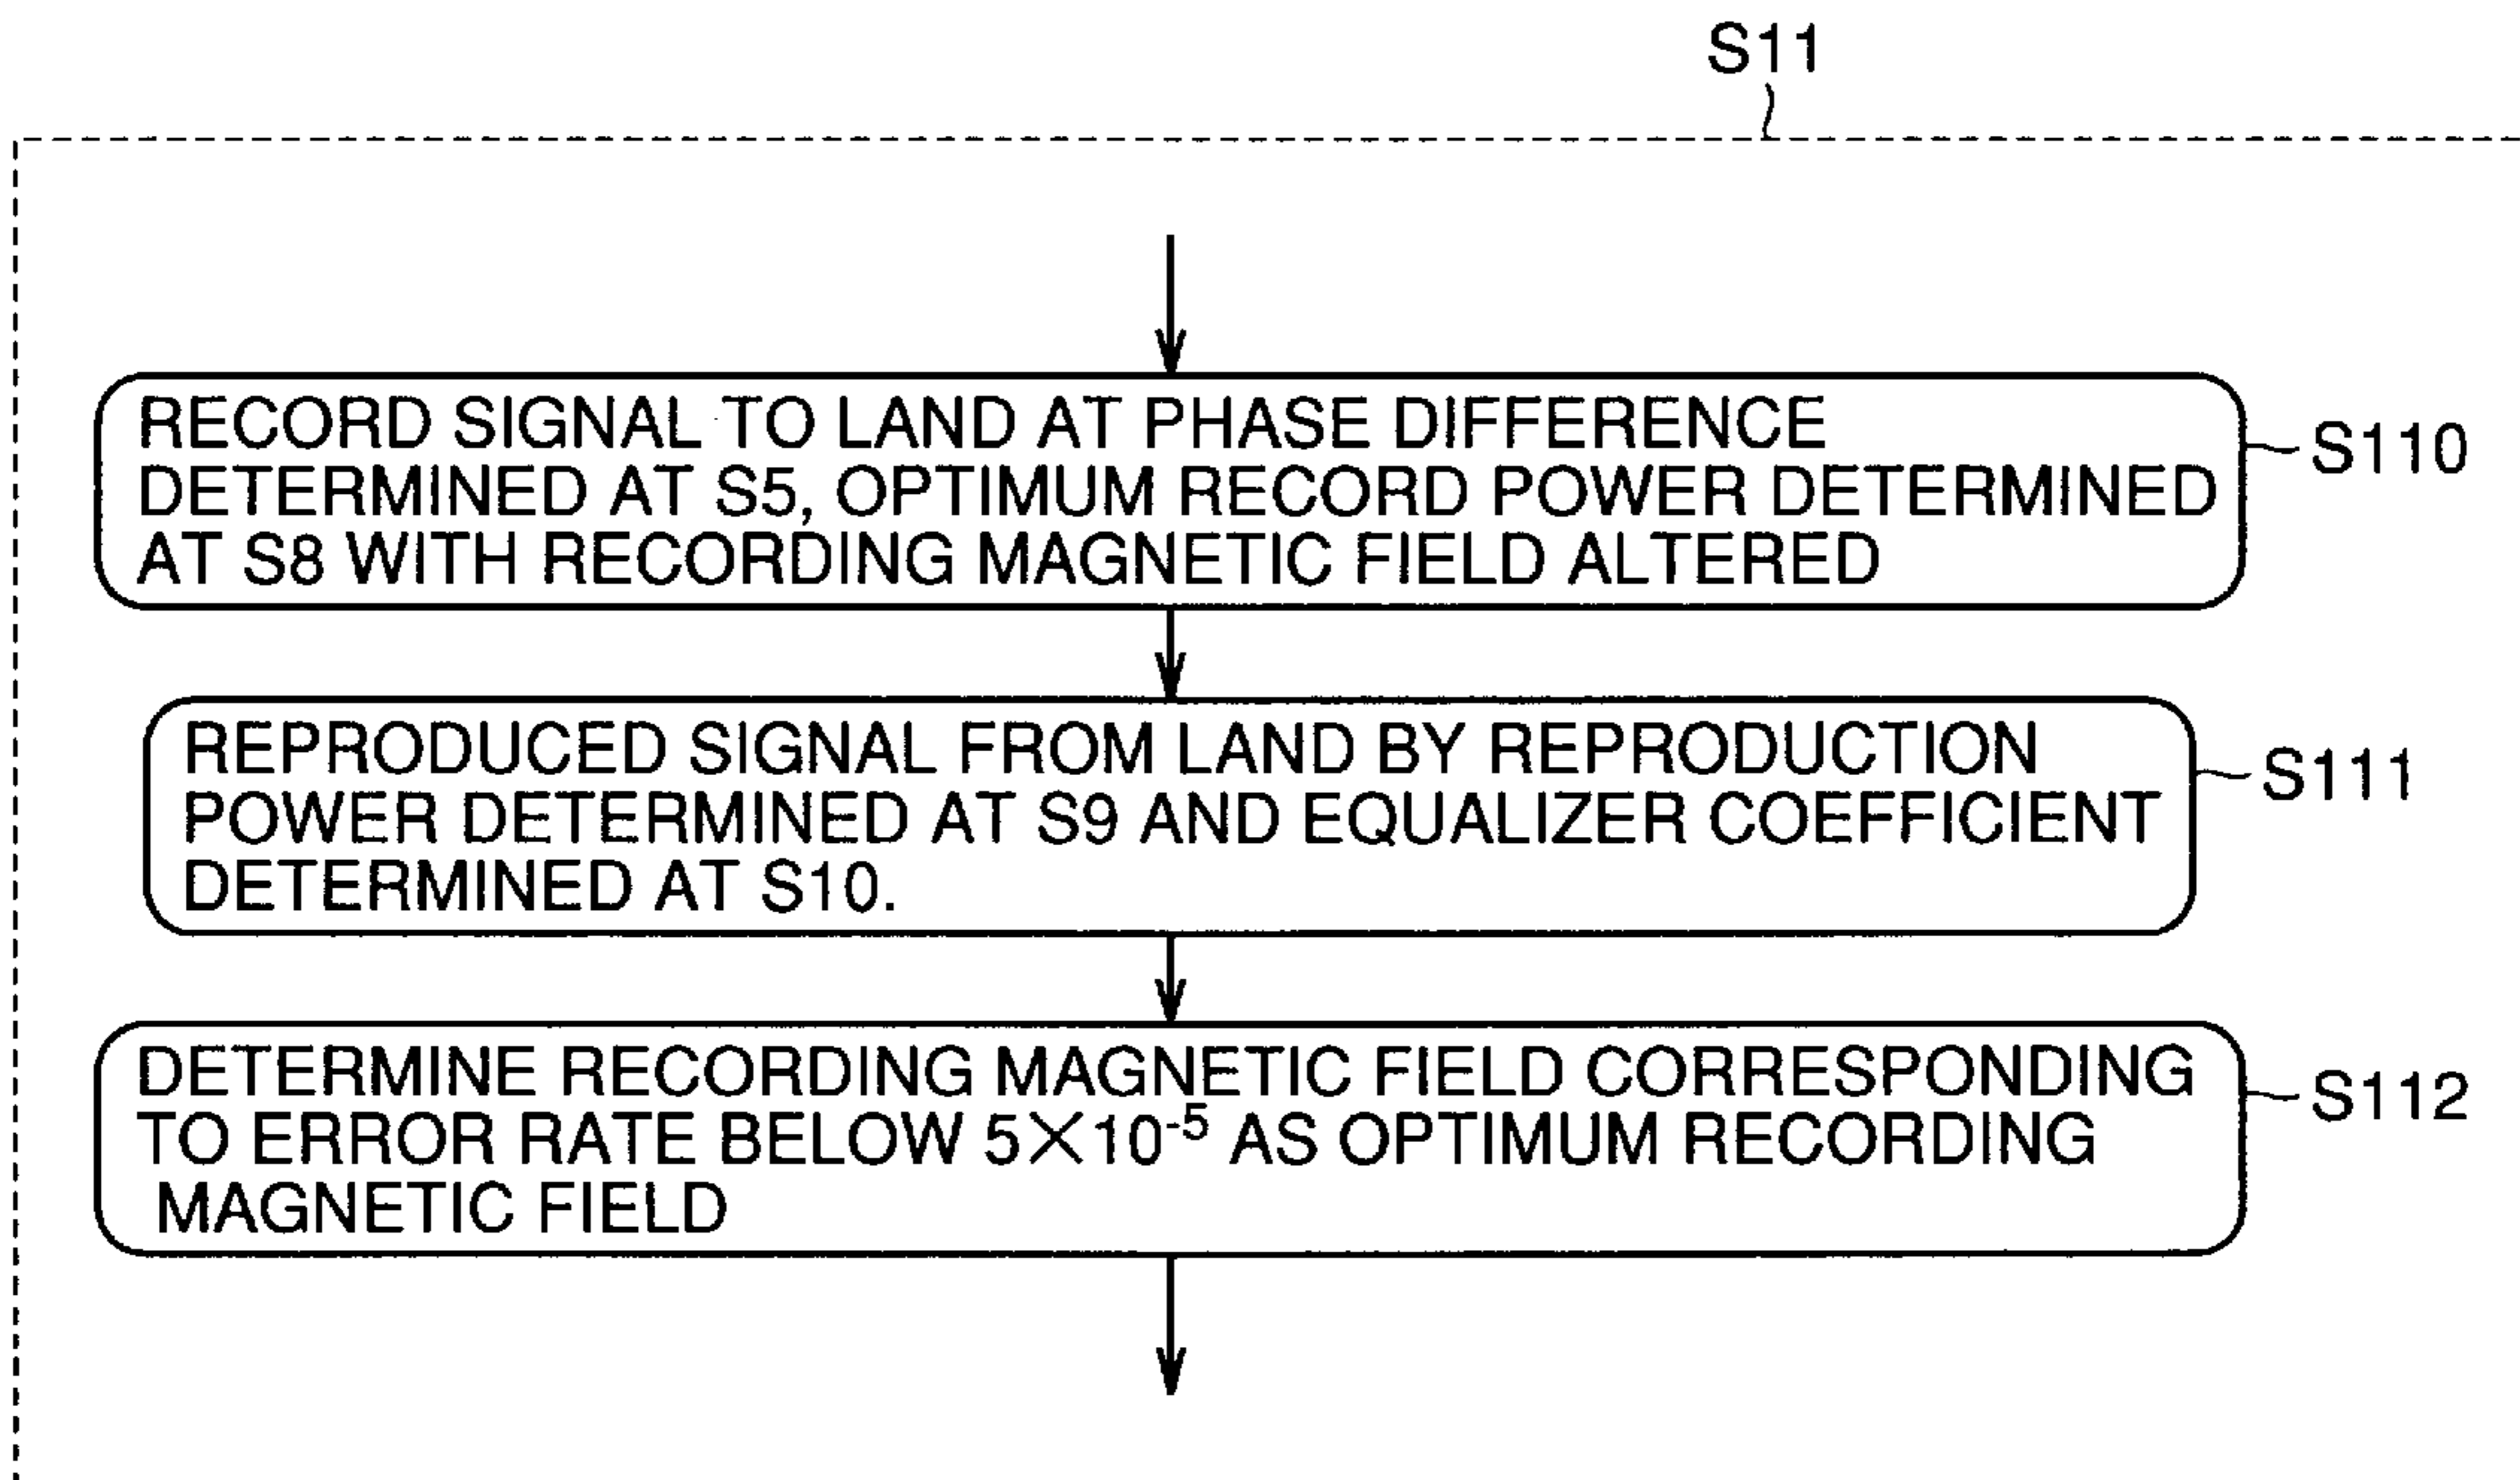 S11
RECORD SIGNAL TO LAND AT PHASE DIFFERENCE
DETERMINED AT S5, OPTIMUM RECORD POWER DETERMINED
AT S8 WITH RECORDING MAGNETIC FIELD ALTERED
S110
REPRODUCED SIGNAL FROM LAND BY REPRODUCTION
POWER DETERMINED AT S9 AND EQUALIZER COEFFICIENT
DETERMINED AT S10.
S111
DETERMINE RECORDING MAGNETIC FIELD CORRESPONDING
TO ERROR RATE BELOW 5×10⁻⁵ AS OPTIMUM RECORDING
MAGNETIC FIELD
S112